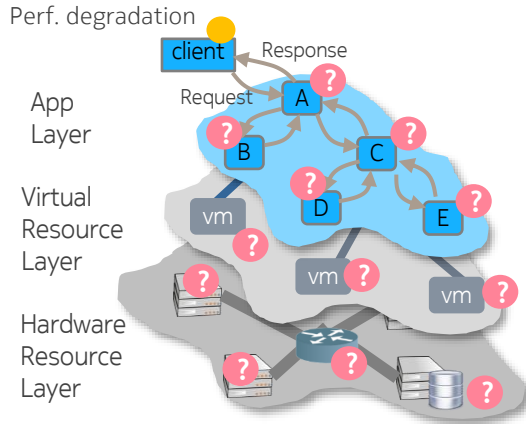 Perf. degradation
client
Response
Request
?
A
App
Layer
?
B
?
C
?
D
?
E
Virtual
Resource
Layer
vm
?
vm
?
vm
?
Hardware
Resource
Layer
?
?
?
?